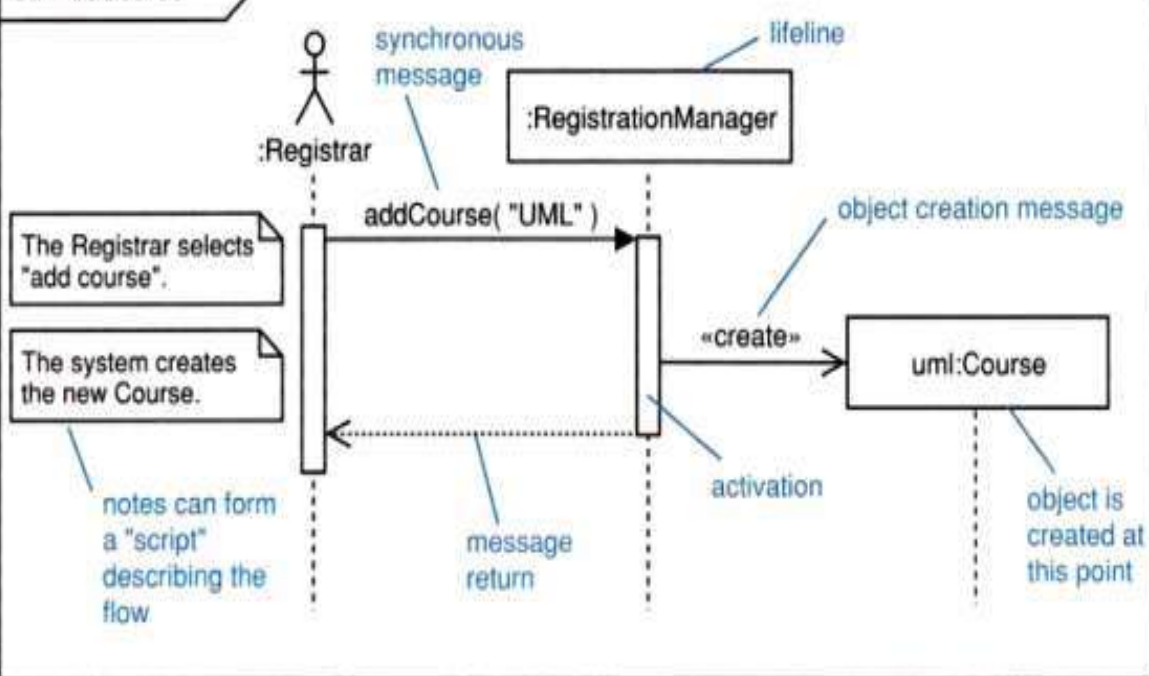 synchronous
message
lifeline
:RegistrationManager
:Registrar
addCourse( "UML" )
object creation message
The Registrar selects
"add course".
«create»
uml:Course
The system creates
the new Course.
activation
notes can form
a "script"
describing the
flow
message
return
object is
created at
this point